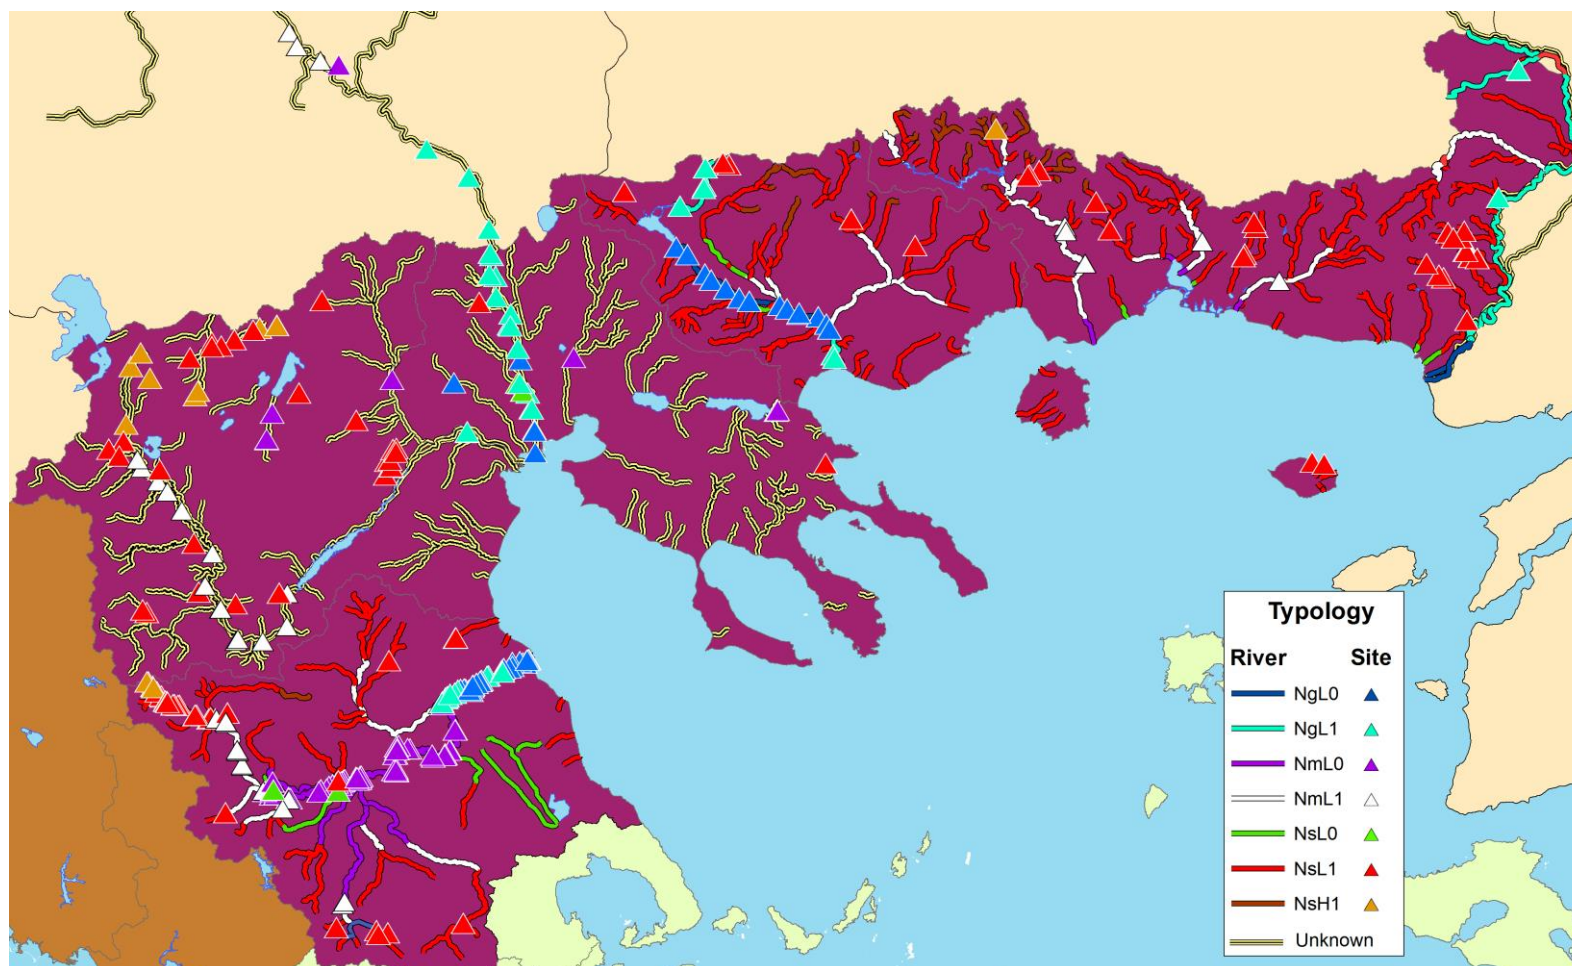 Typology
River Site
NgL0
NgL1
NmL0
NmL1
NsL0
NsL1
NsH1
Unknown